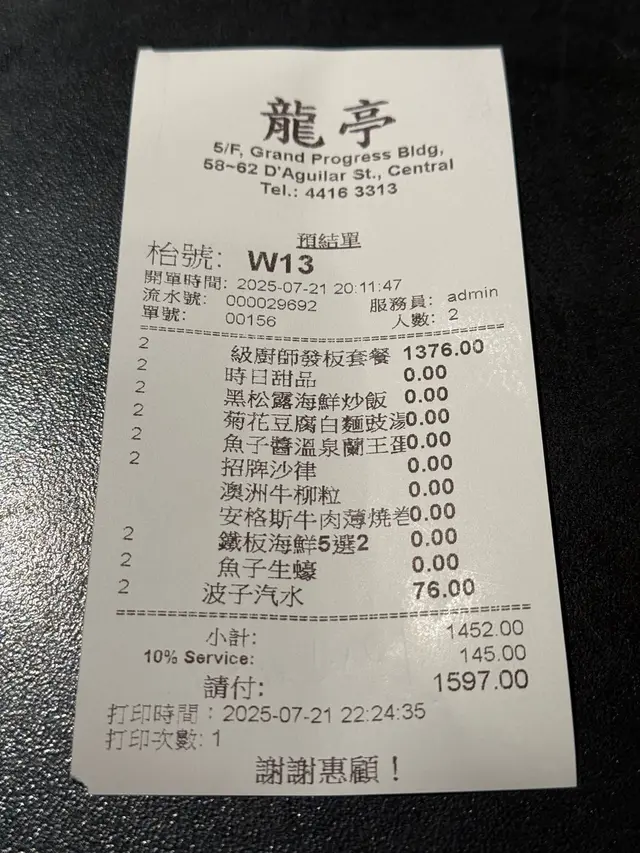 龍亭
5/F, Grand Progress Bldg,
58~62 D'Aguilar St., Central
Tel.: 4416 3313
預結單
枱號: W13
開單時間: 2025-07-21 20:11:47
流水號: 000029692 服務員: admin
單號: 00156 人數: 2
2 級廚師發板套餐 1376.00
2 時日甜品 0.00
2 黑松露海鮮炒飯 0.00
2 菊花豆腐白麵豉湯0.00
2 魚子醬溫泉蘭王蛋0.00
2 招牌沙律 0.00
澳洲牛柳粒 0.00
安格斯牛肉薄燒卷0.00
2 鐵板海鮮5選2 0.00
2 魚子生蠔 0.00
2 波子汽水 76.00
小計: 1452.00
10% Service: 145.00
請付: 1597.00
打印時間：2025-07-21 22:24:35
打印次數: 1
謝謝惠顧！